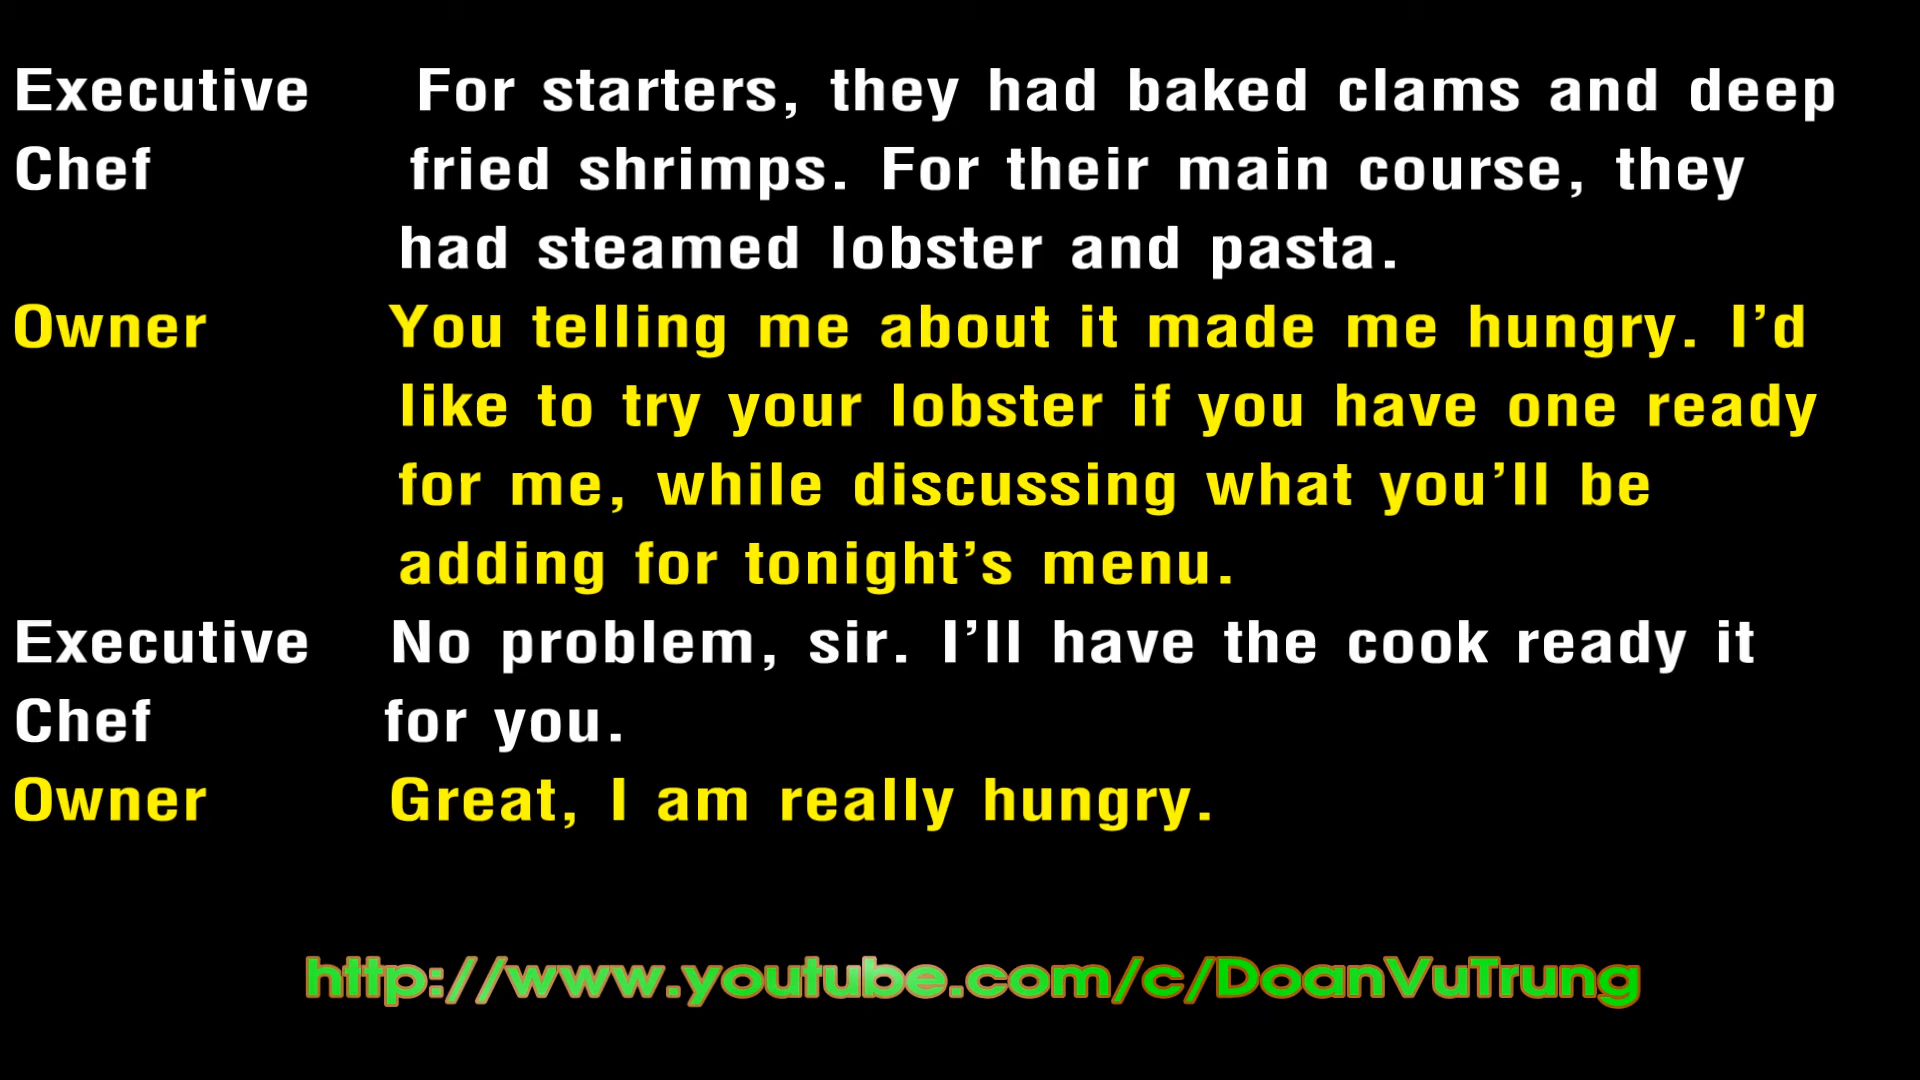 Executive For starters, they had baked clams and deep
Chef fried shrimps. For their main course, they
had steamed lobster and pasta.
Owner You telling me about it made me hungry. I’d
like to try your lobster if you have one ready
for me, while discussing what you’ll be
adding for tonight’s menu.
Executive No problem, sir. I’ll have the cook ready it
Chef for you.
Owner Great, I am really hungry.
http://www.youtube.com/c/DoanVuTrung